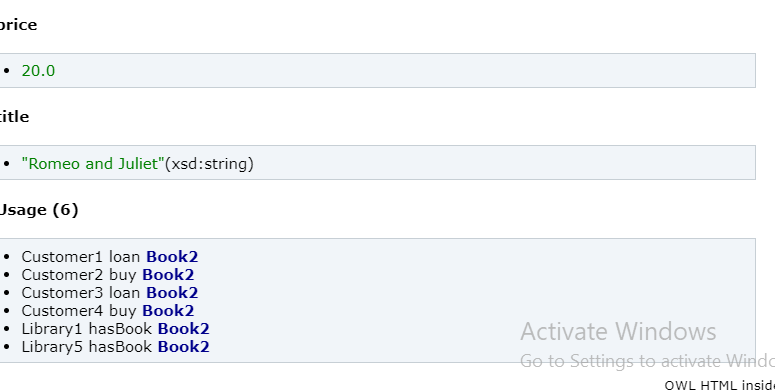 price
20.0
title
"Romeo and Juliet"(xsd:string)
Usage (6)
Customer1 loan Book2
Customer2 buy Book2
Customer3 loan Book2
Customer4 buy Book2
Library1 hasBook Book2
Library5 hasBook Book2
Activate Windows
Go to Settings to activate Windo
OWL HTML inside